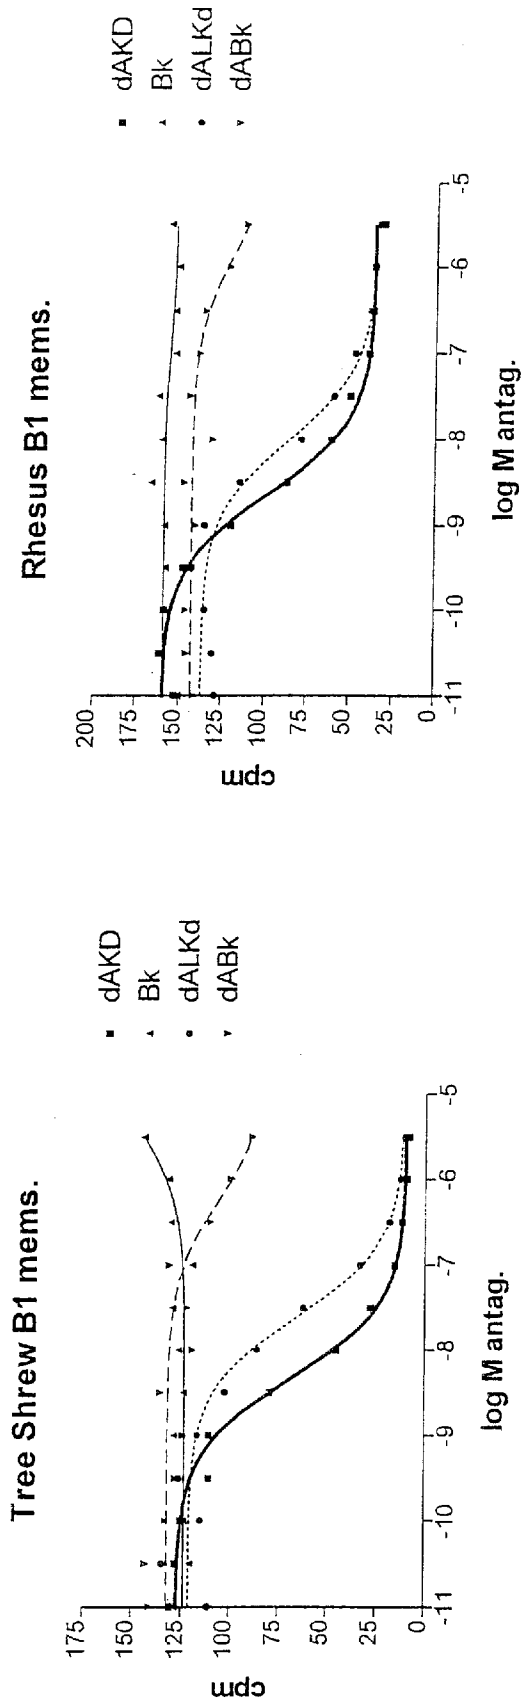 Tree Shrew B1 mems.
175
150
125
100
75
50
25
0
cpm
-11
-10
-9
-8
-7
-6
-5
log M antag.
dAKD
Bk
dALKd
dABk
Rhesus B1 mems.
200
175
150
125
100
75
50
25
0
cpm
-11
-10
-9
-8
-7
-6
-5
log M antag.
dAKD
Bk
dALKd
dABk